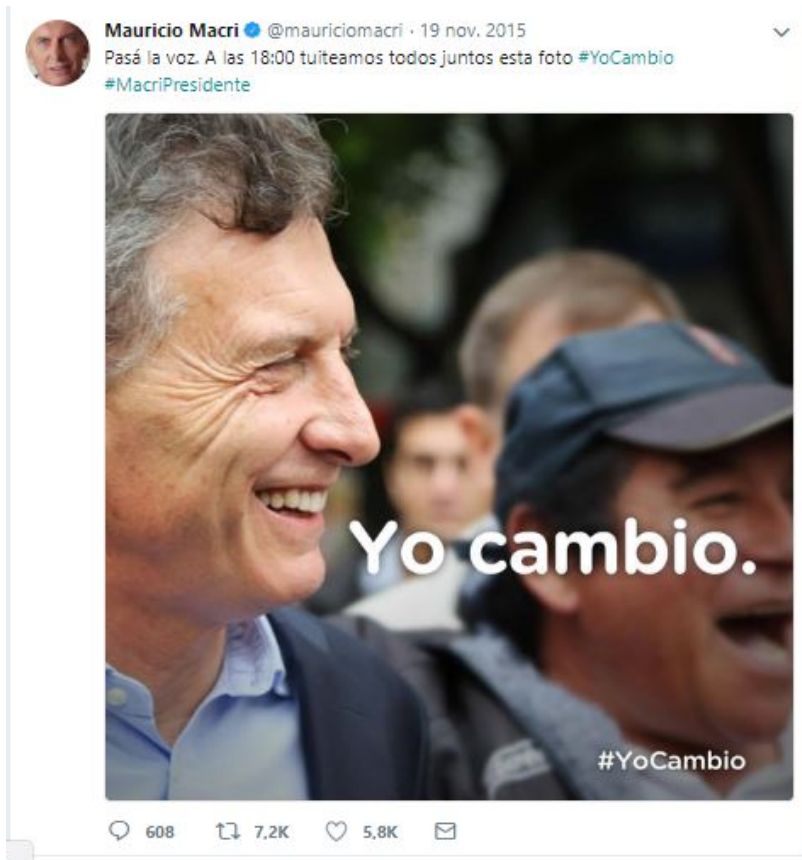 Mauricio Macri @mauriciomacri · 19 nov. 2015
Pasá la voz. A las 18:00 tuiteamos todos juntos esta foto #YoCambio
#MacriPresidente
Yo cambio.
#YoCambio
608 7,2K 5,8K